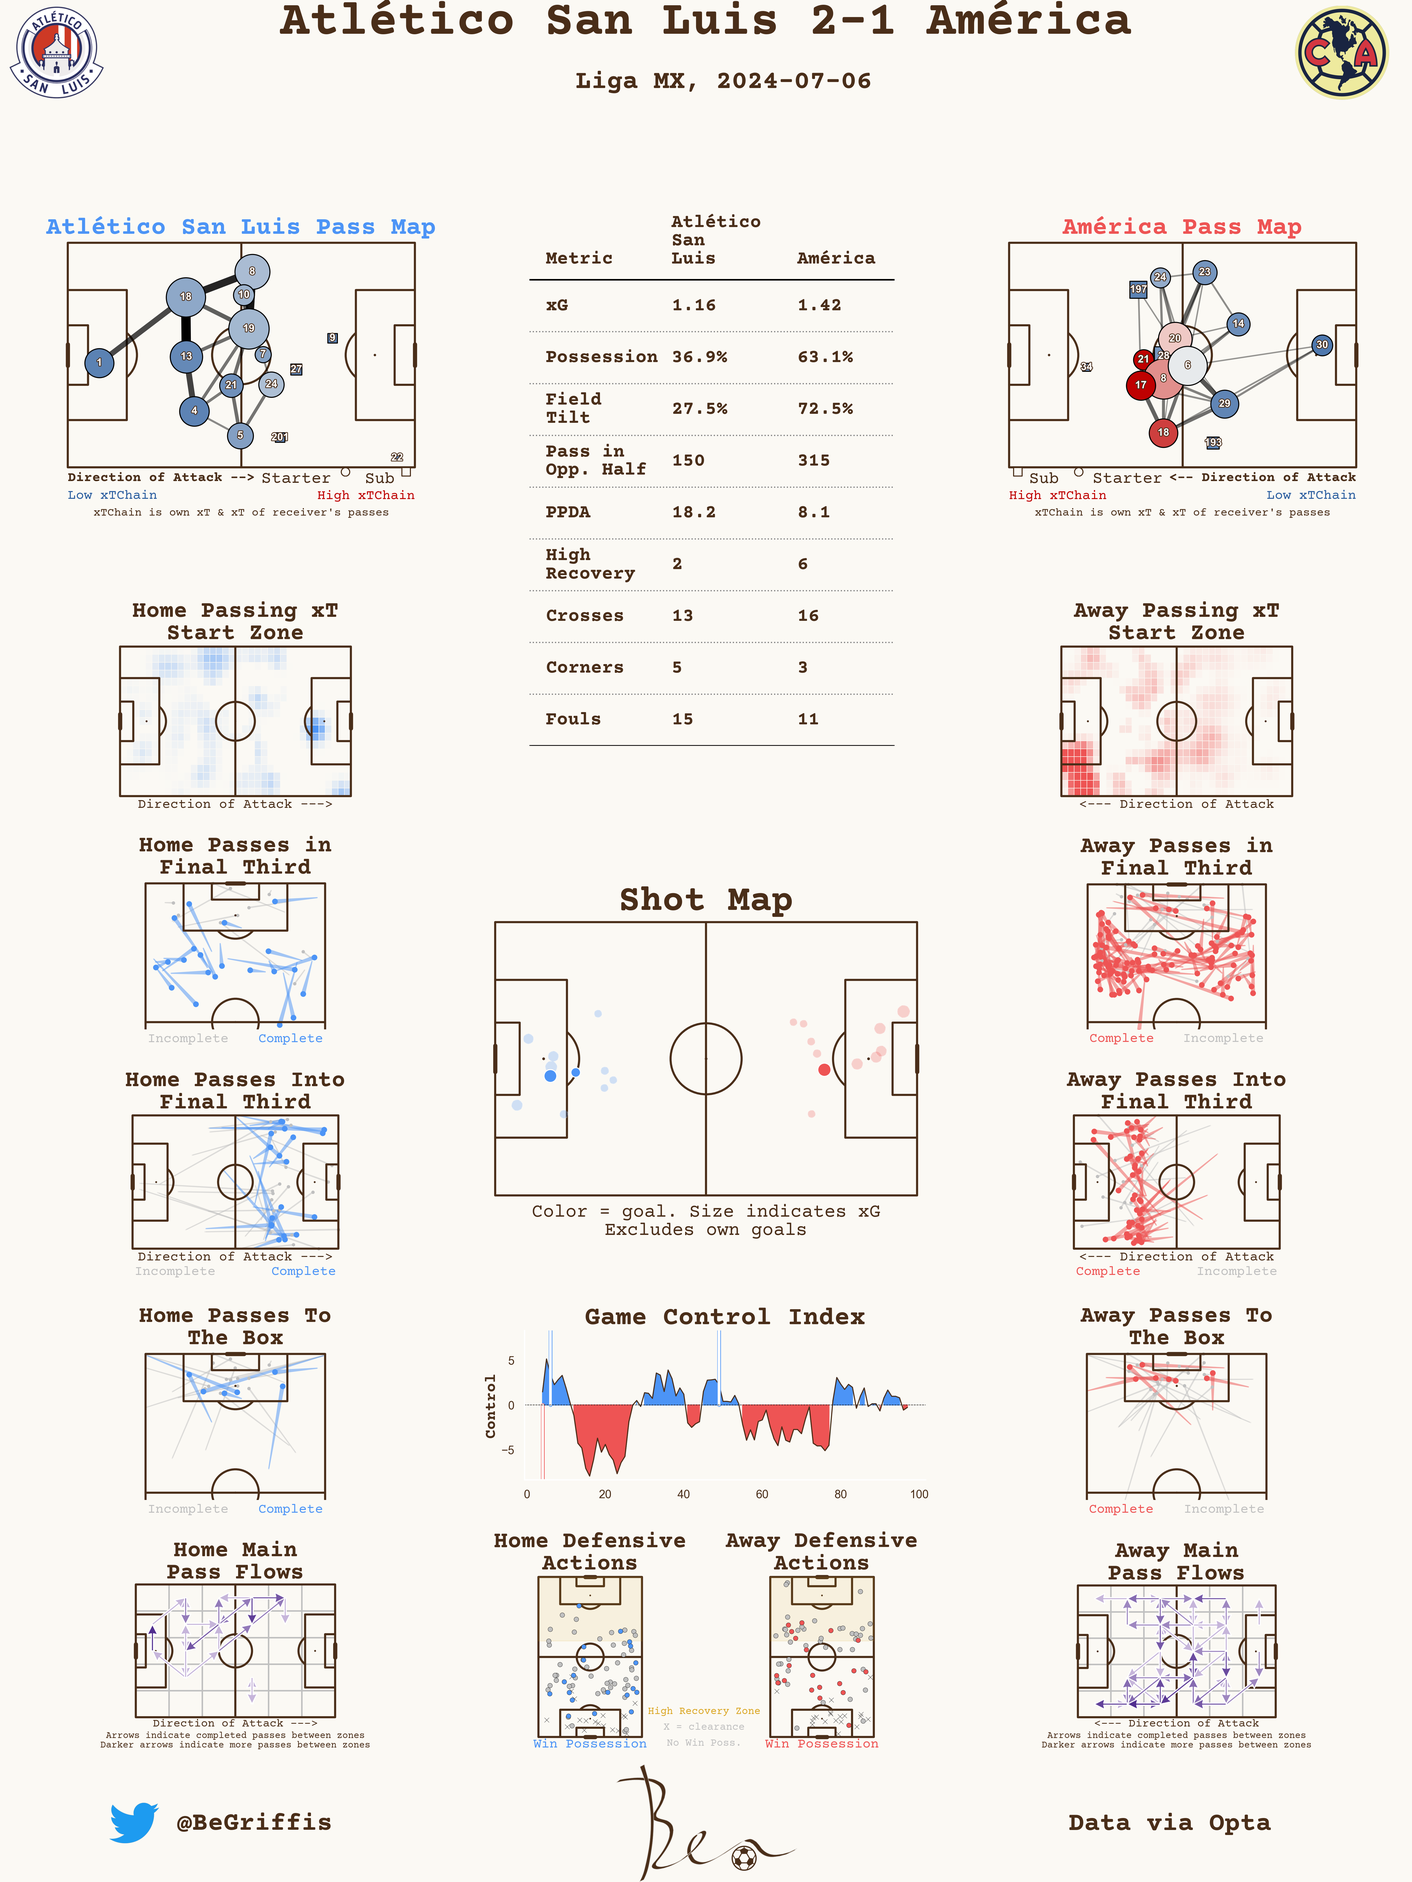 Atlético San Luis 2-1 América
Liga MX, 2024-07-06
ATLÉTICO
SAN LUIS
C A
Atlético San Luis Pass Map
8
10
18
19
1
13
7
9
27
21
24
4
5
201
22
Direction of Attack --> Starter Sub
Low xTChain High xTChain
xTChain is own xT & xT of receiver's passes
Metric Atlético San Luis América
xG 1.16 1.42
Possession 36.9% 63.1%
Field Tilt 27.5% 72.5%
Pass in Opp. Half 150 315
PPDA 18.2 8.1
High Recovery 2 6
Crosses 13 16
Corners 5 3
Fouls 15 11
América Pass Map
24
23
197
14
20
30
21
28
6
34
17
8
29
18
193
Sub Starter <-- Direction of Attack
High xTChain Low xTChain
xTChain is own xT & xT of receiver's passes
Home Passing xT
Start Zone
Direction of Attack --->
Away Passing xT
Start Zone
<--- Direction of Attack
Home Passes in
Final Third
Incomplete Complete
Away Passes in
Final Third
Complete Incomplete
Shot Map
Color = goal. Size indicates xG
Excludes own goals
Home Passes Into
Final Third
Direction of Attack --->
Incomplete Complete
Away Passes Into
Final Third
<--- Direction of Attack
Complete Incomplete
Game Control Index
Control
5
0
−5
0 20 40 60 80 100
Home Passes To
The Box
Incomplete Complete
Away Passes To
The Box
Complete Incomplete
Home Main
Pass Flows
Direction of Attack --->
Arrows indicate completed passes between zones
Darker arrows indicate more passes between zones
Home Defensive
Actions
Win Possession
Away Defensive
Actions
Win Possession
High Recovery Zone
X = clearance
No Win Poss.
Away Main
Pass Flows
<--- Direction of Attack
Arrows indicate completed passes between zones
Darker arrows indicate more passes between zones
@BeGriffis
Ben
Data via Opta